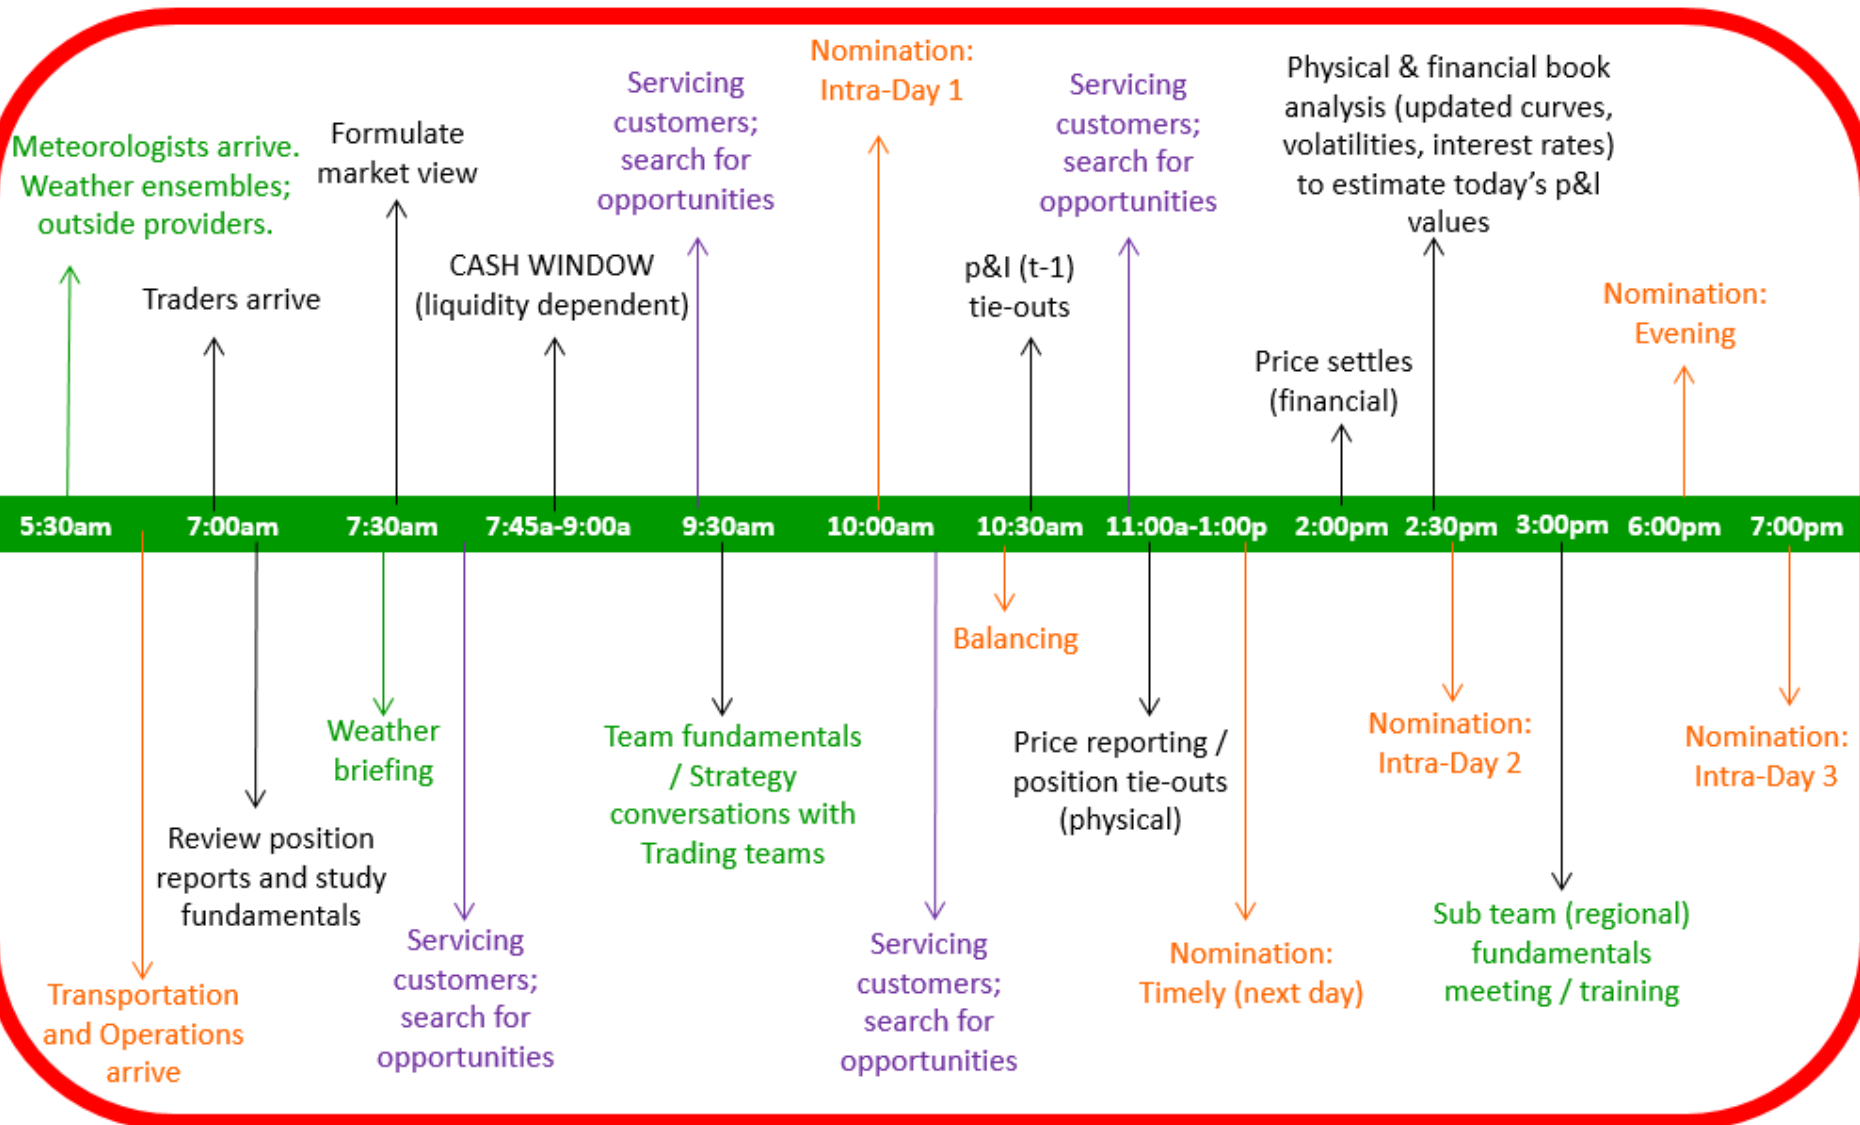 Meteorologists arrive.
Weather ensembles;
outside providers.
Traders arrive
Formulate
market view
CASH WINDOW
(liquidity dependent)
Servicing
customers;
search for
opportunities
Nomination:
Intra-Day 1
p&l (t-1)
tie-outs
Servicing
customers;
search for
opportunities
Price settles
(financial)
Physical & financial book
analysis (updated curves,
volatilities, interest rates)
to estimate today’s p&l
values
Nomination:
Evening
5:30am 7:00am 7:30am 7:45a-9:00a 9:30am 10:00am 10:30am 11:00a-1:00p 2:00pm 2:30pm 3:00pm 6:00pm 7:00pm
Transportation
and Operations
arrive
Review position
reports and study
fundamentals
Weather
briefing
Servicing
customers;
search for
opportunities
Team fundamentals
/ Strategy
conversations with
Trading teams
Servicing
customers;
search for
opportunities
Balancing
Price reporting /
position tie-outs
(physical)
Nomination:
Timely (next day)
Nomination:
Intra-Day 2
Sub team (regional)
fundamentals
meeting / training
Nomination:
Intra-Day 3